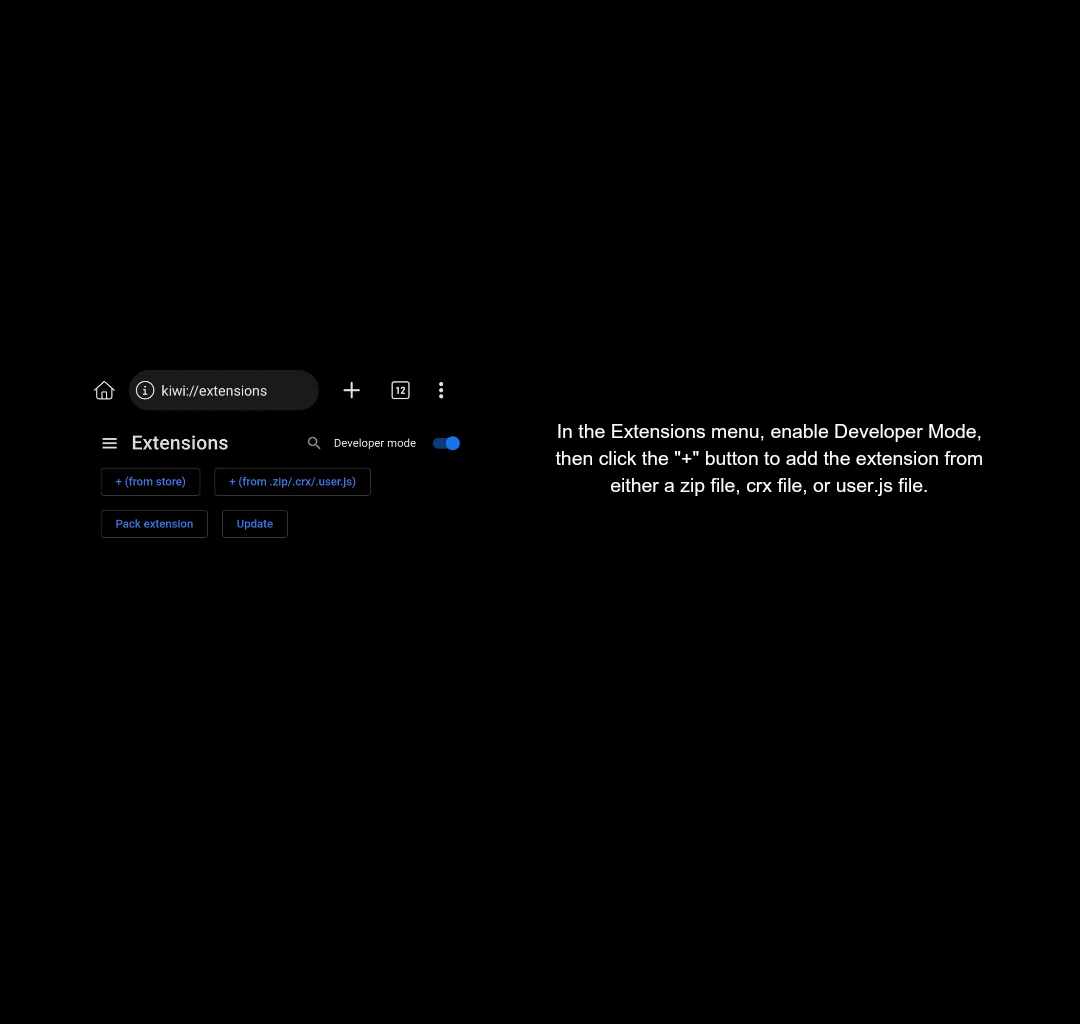 kiwi://extensions
12
Extensions
Developer mode
+ (from store)
+ (from .zip/.crx/.user.js)
Pack extension
Update
In the Extensions menu, enable Developer Mode,
then click the "+" button to add the extension from
either a zip file, crx file, or user.js file.